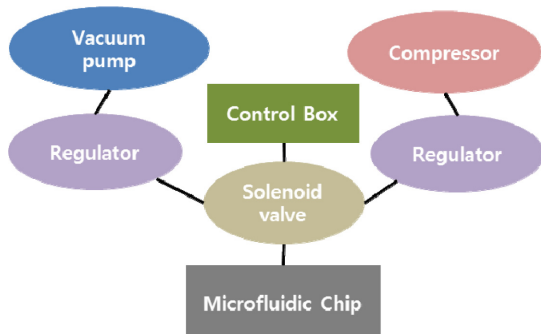 Vacuum
pump
Compressor
Control Box
Regulator
Regulator
Solenoid
valve
Microfluidic Chip